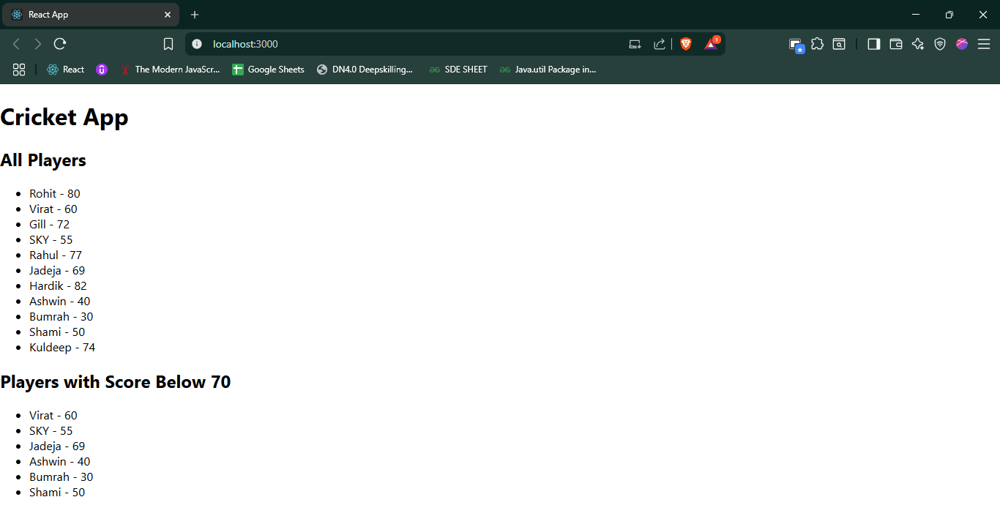 React App
localhost:3000
1
React
The Modern JavaScr...
Google Sheets
DN4.0 Deepskilling...
SDE SHEET
Java.util Package in...
Cricket App
All Players
• Rohit - 80
• Virat - 60
• Gill - 72
• SKY - 55
• Rahul - 77
• Jadeja - 69
• Hardik - 82
• Ashwin - 40
• Bumrah - 30
• Shami - 50
• Kuldeep - 74
Players with Score Below 70
• Virat - 60
• SKY - 55
• Jadeja - 69
• Ashwin - 40
• Bumrah - 30
• Shami - 50